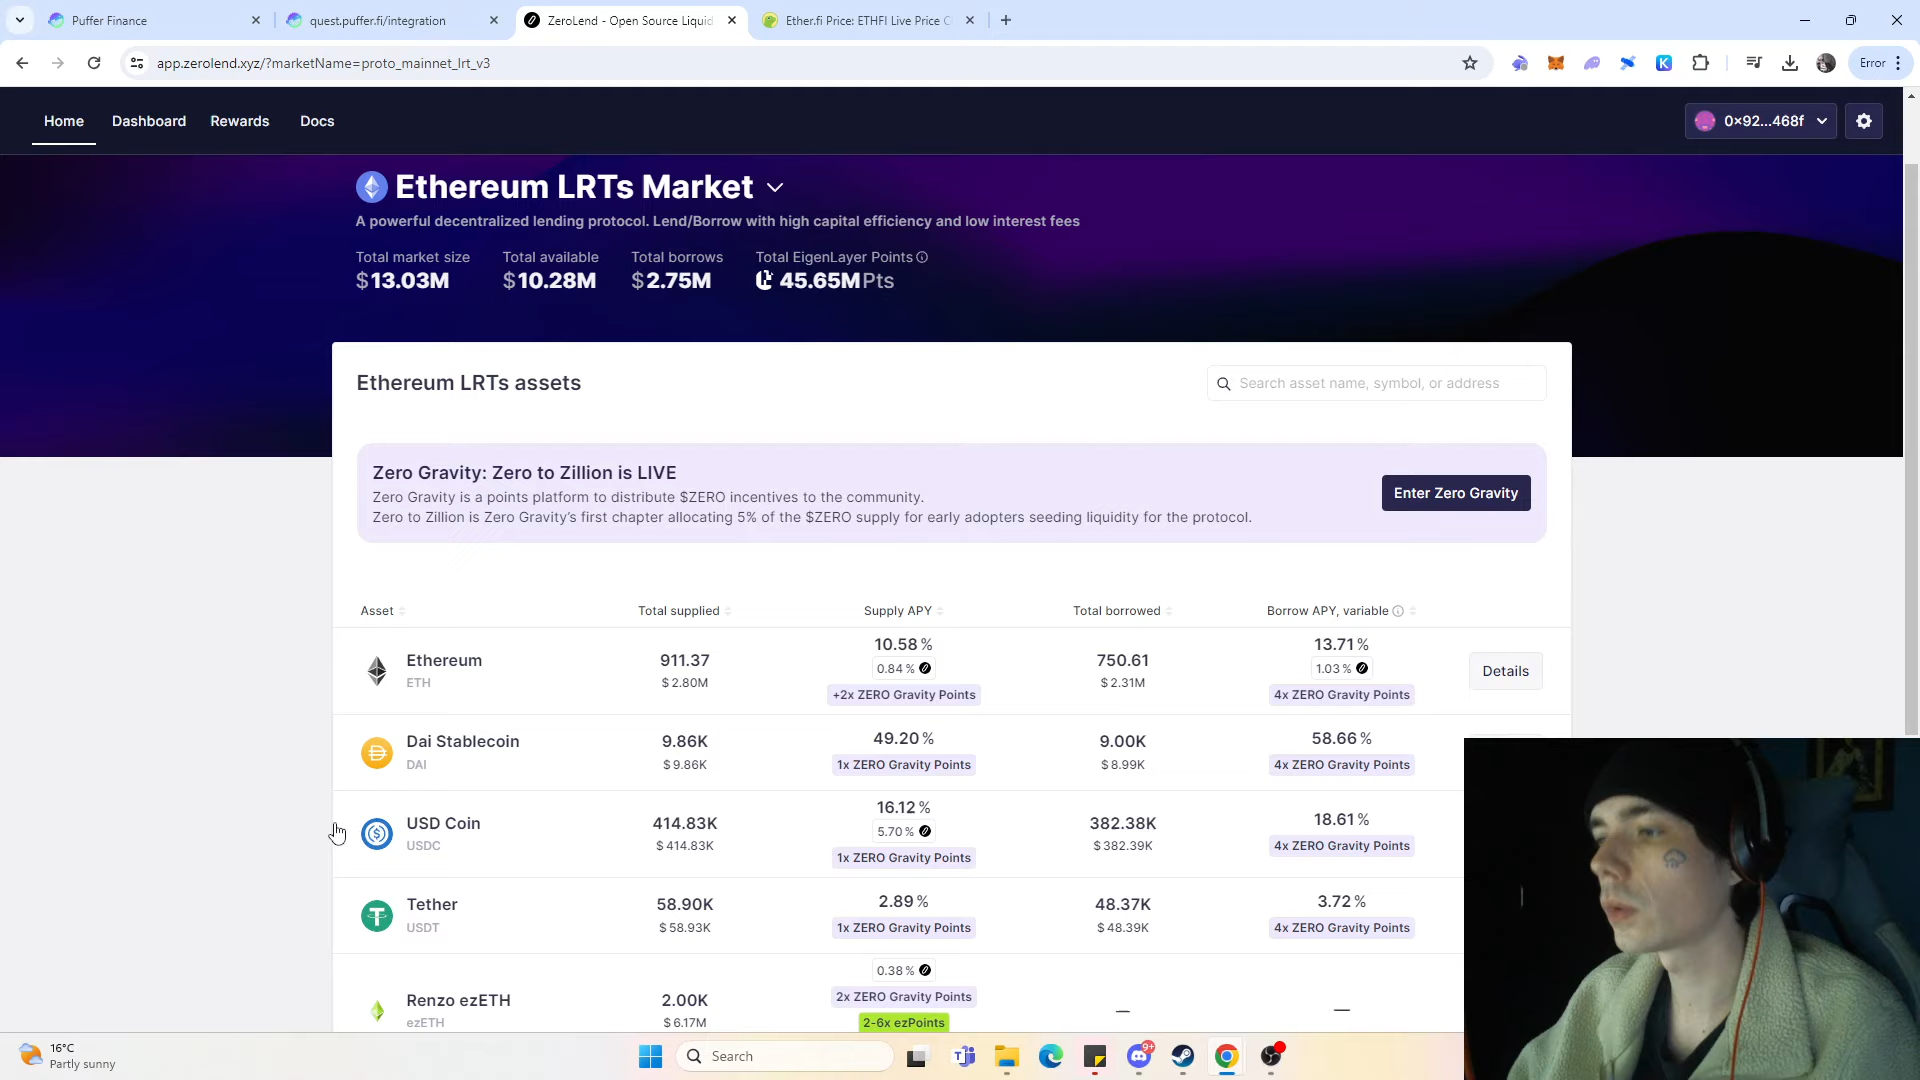 Puffer Finance
quest.puffer.fi/integration
ZeroLend - Open Source Liquid
Ether.fi Price: ETHFI Live Price C
app.zerolend.xyz/?marketName=proto_mainnet_lrt_v3
Error
Home
Dashboard
Rewards
Docs
0×92...468f
Ethereum LRTs Market
A powerful decentralized lending protocol. Lend/Borrow with high capital efficiency and low interest fees
Total market size
Total available
Total borrows
Total EigenLayer Points
$13.03M
$10.28M
$2.75M
45.65M Pts
Ethereum LRTs assets
Search asset name, symbol, or address
Zero Gravity: Zero to Zillion is LIVE
Zero Gravity is a points platform to distribute $ZERO incentives to the community.
Zero to Zillion is Zero Gravity's first chapter allocating 5% of the $ZERO supply for early adopters seeding liquidity for the protocol.
Enter Zero Gravity
Asset
Total supplied
Supply APY
Total borrowed
Borrow APY, variable
Ethereum
ETH
911.37
$ 2.80M
10.58 %
0.84 %
+2x ZERO Gravity Points
750.61
$ 2.31M
13.71 %
1.03 %
4x ZERO Gravity Points
Details
Dai Stablecoin
DAI
9.86K
$ 9.86K
49.20 %
1x ZERO Gravity Points
9.00K
$ 8.99K
58.66 %
4x ZERO Gravity Points
USD Coin
USDC
414.83K
$ 414.83K
16.12 %
5.70 %
1x ZERO Gravity Points
382.38K
$ 382.39K
18.61 %
4x ZERO Gravity Points
Tether
USDT
58.90K
$ 58.93K
2.89 %
1x ZERO Gravity Points
48.37K
$ 48.39K
3.72 %
4x ZERO Gravity Points
Renzo ezETH
ezETH
2.00K
$ 6.17M
0.38 %
2x ZERO Gravity Points
2-6x ezPoints
—
—
16°C
Partly sunny
Search
9+